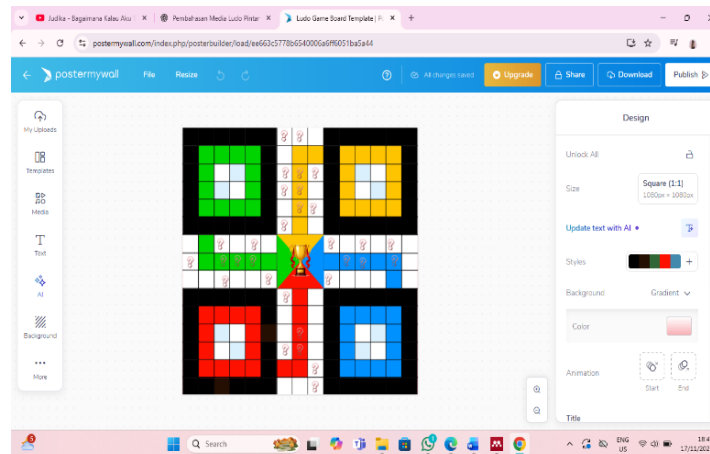 Judika - Bagaimana Kalau Aku
Pembahasan Media Ludo Pintar
Ludo Game Board Template | P
postermywall.com/index.php/posterbuilder/load/ee663c5778b6540006a6ff6051ba5a44
postermywall
File
Resize
All changes saved
Upgrade
Share
Download
Publish
My Uploads
Templates
Media
Text
AI
Background
More
Design
Unlock All
Size
Square (1:1)
1080px × 1080px
Update text with AI
Styles
Background
Gradient
Color
Animation
Start
End
Title
Search
ENG
US
18.4
17/11/202